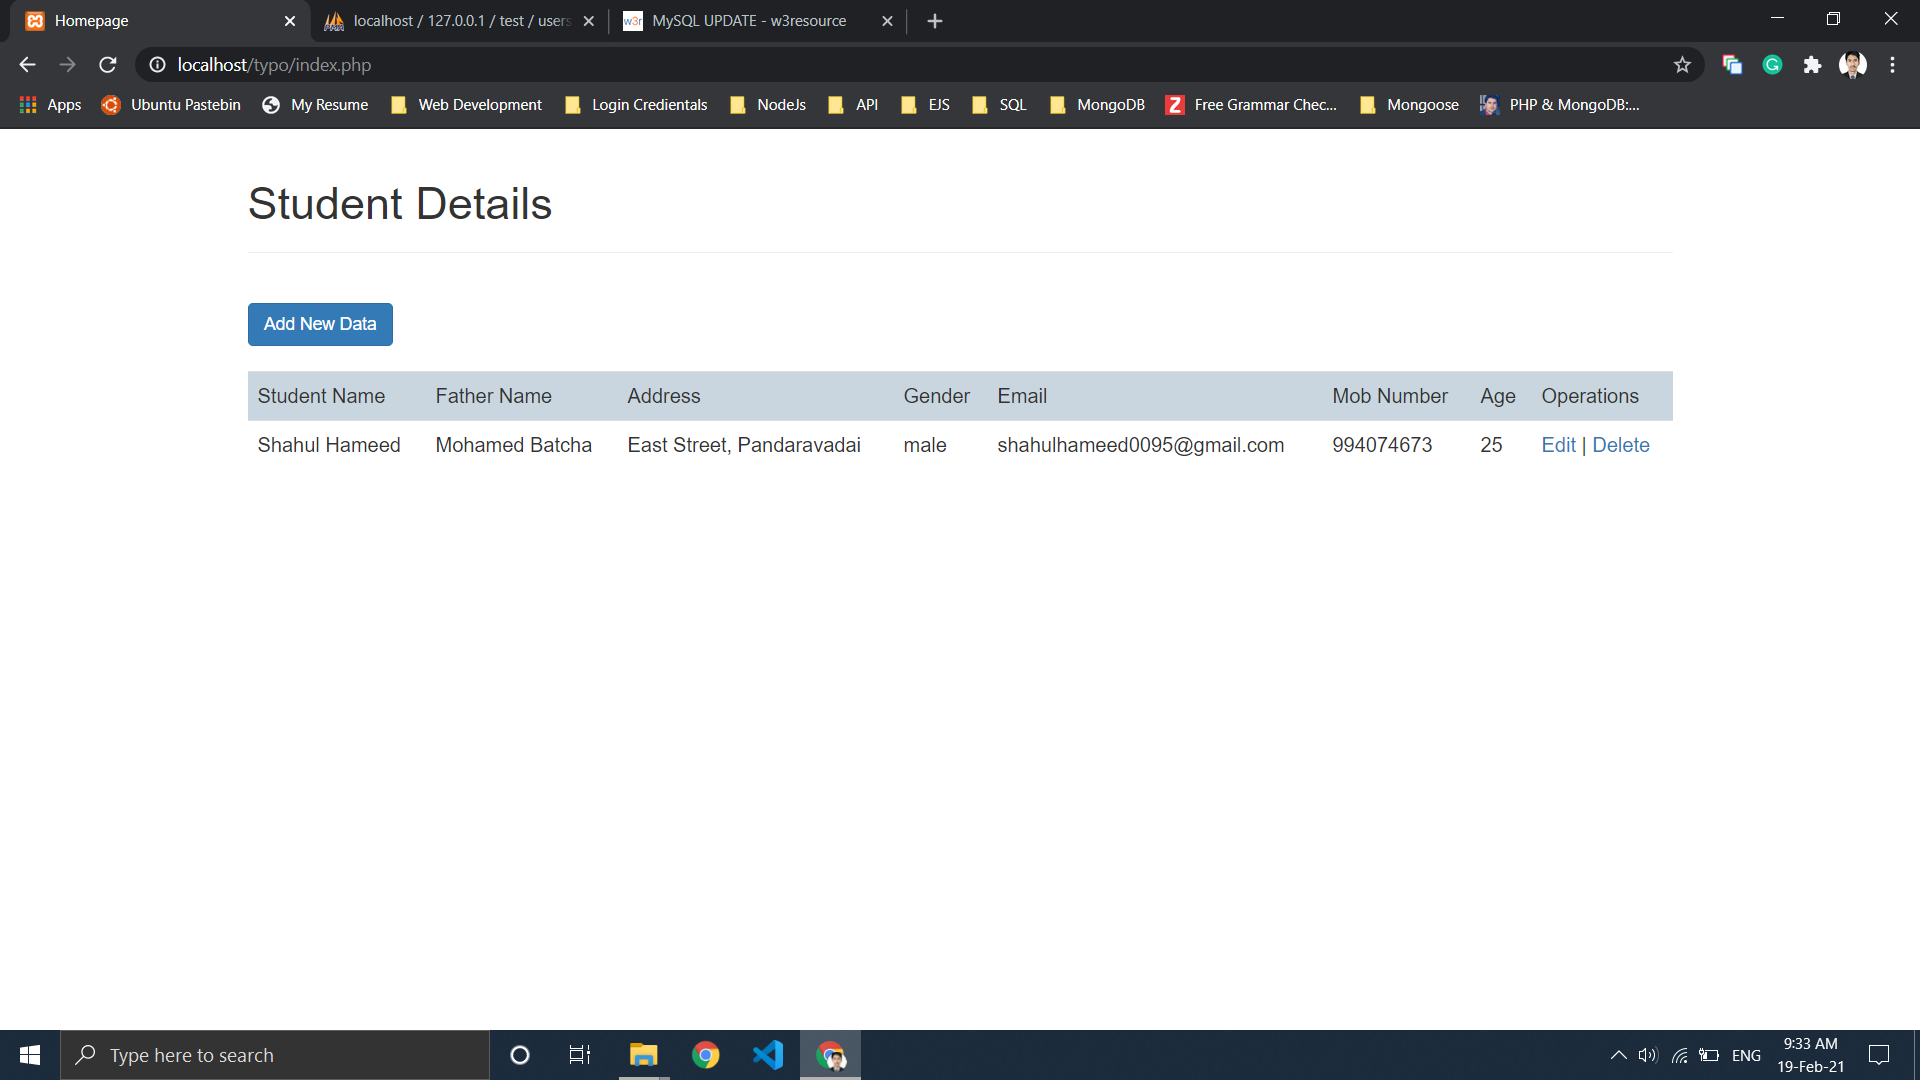 Homepage
localhost / 127.0.0.1 / test / users
w3r MySQL UPDATE - w3resource
localhost/typo/index.php
Apps Ubuntu Pastebin My Resume Web Development Login Credientals NodeJs API EJS SQL MongoDB Free Grammar Chec... Mongoose PHP & MongoDB:...
Student Details
Add New Data
Student Name Father Name Address Gender Email Mob Number Age Operations
Shahul Hameed Mohamed Batcha East Street, Pandaravadai male shahulhameed0095@gmail.com 994074673 25 Edit | Delete
Type here to search
ENG
9:33 AM
19-Feb-21